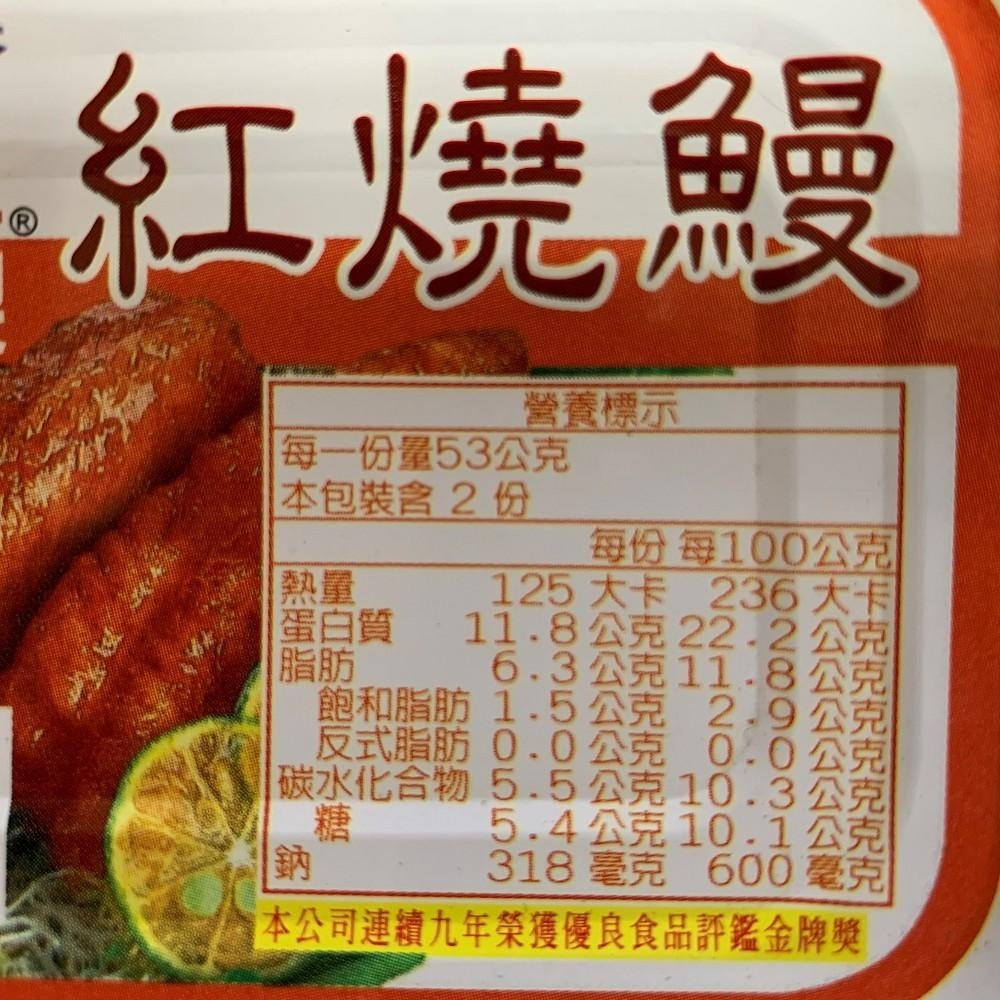 紅燒鰻
®
營養標示
每一份量53公克
本包裝含 2 份
每份 每100公克
熱量 125 大卡 236 大卡
蛋白質 11.8 公克 22.2 公克
脂肪 6.3 公克 11.8 公克
飽和脂肪 1.5 公克 2.9 公克
反式脂肪 0.0 公克 0.0 公克
碳水化合物 5.5 公克 10.3 公克
糖 5.4 公克 10.1 公克
鈉 318 毫克 600 毫克
本公司連續九年榮獲優良食品評鑑金牌獎